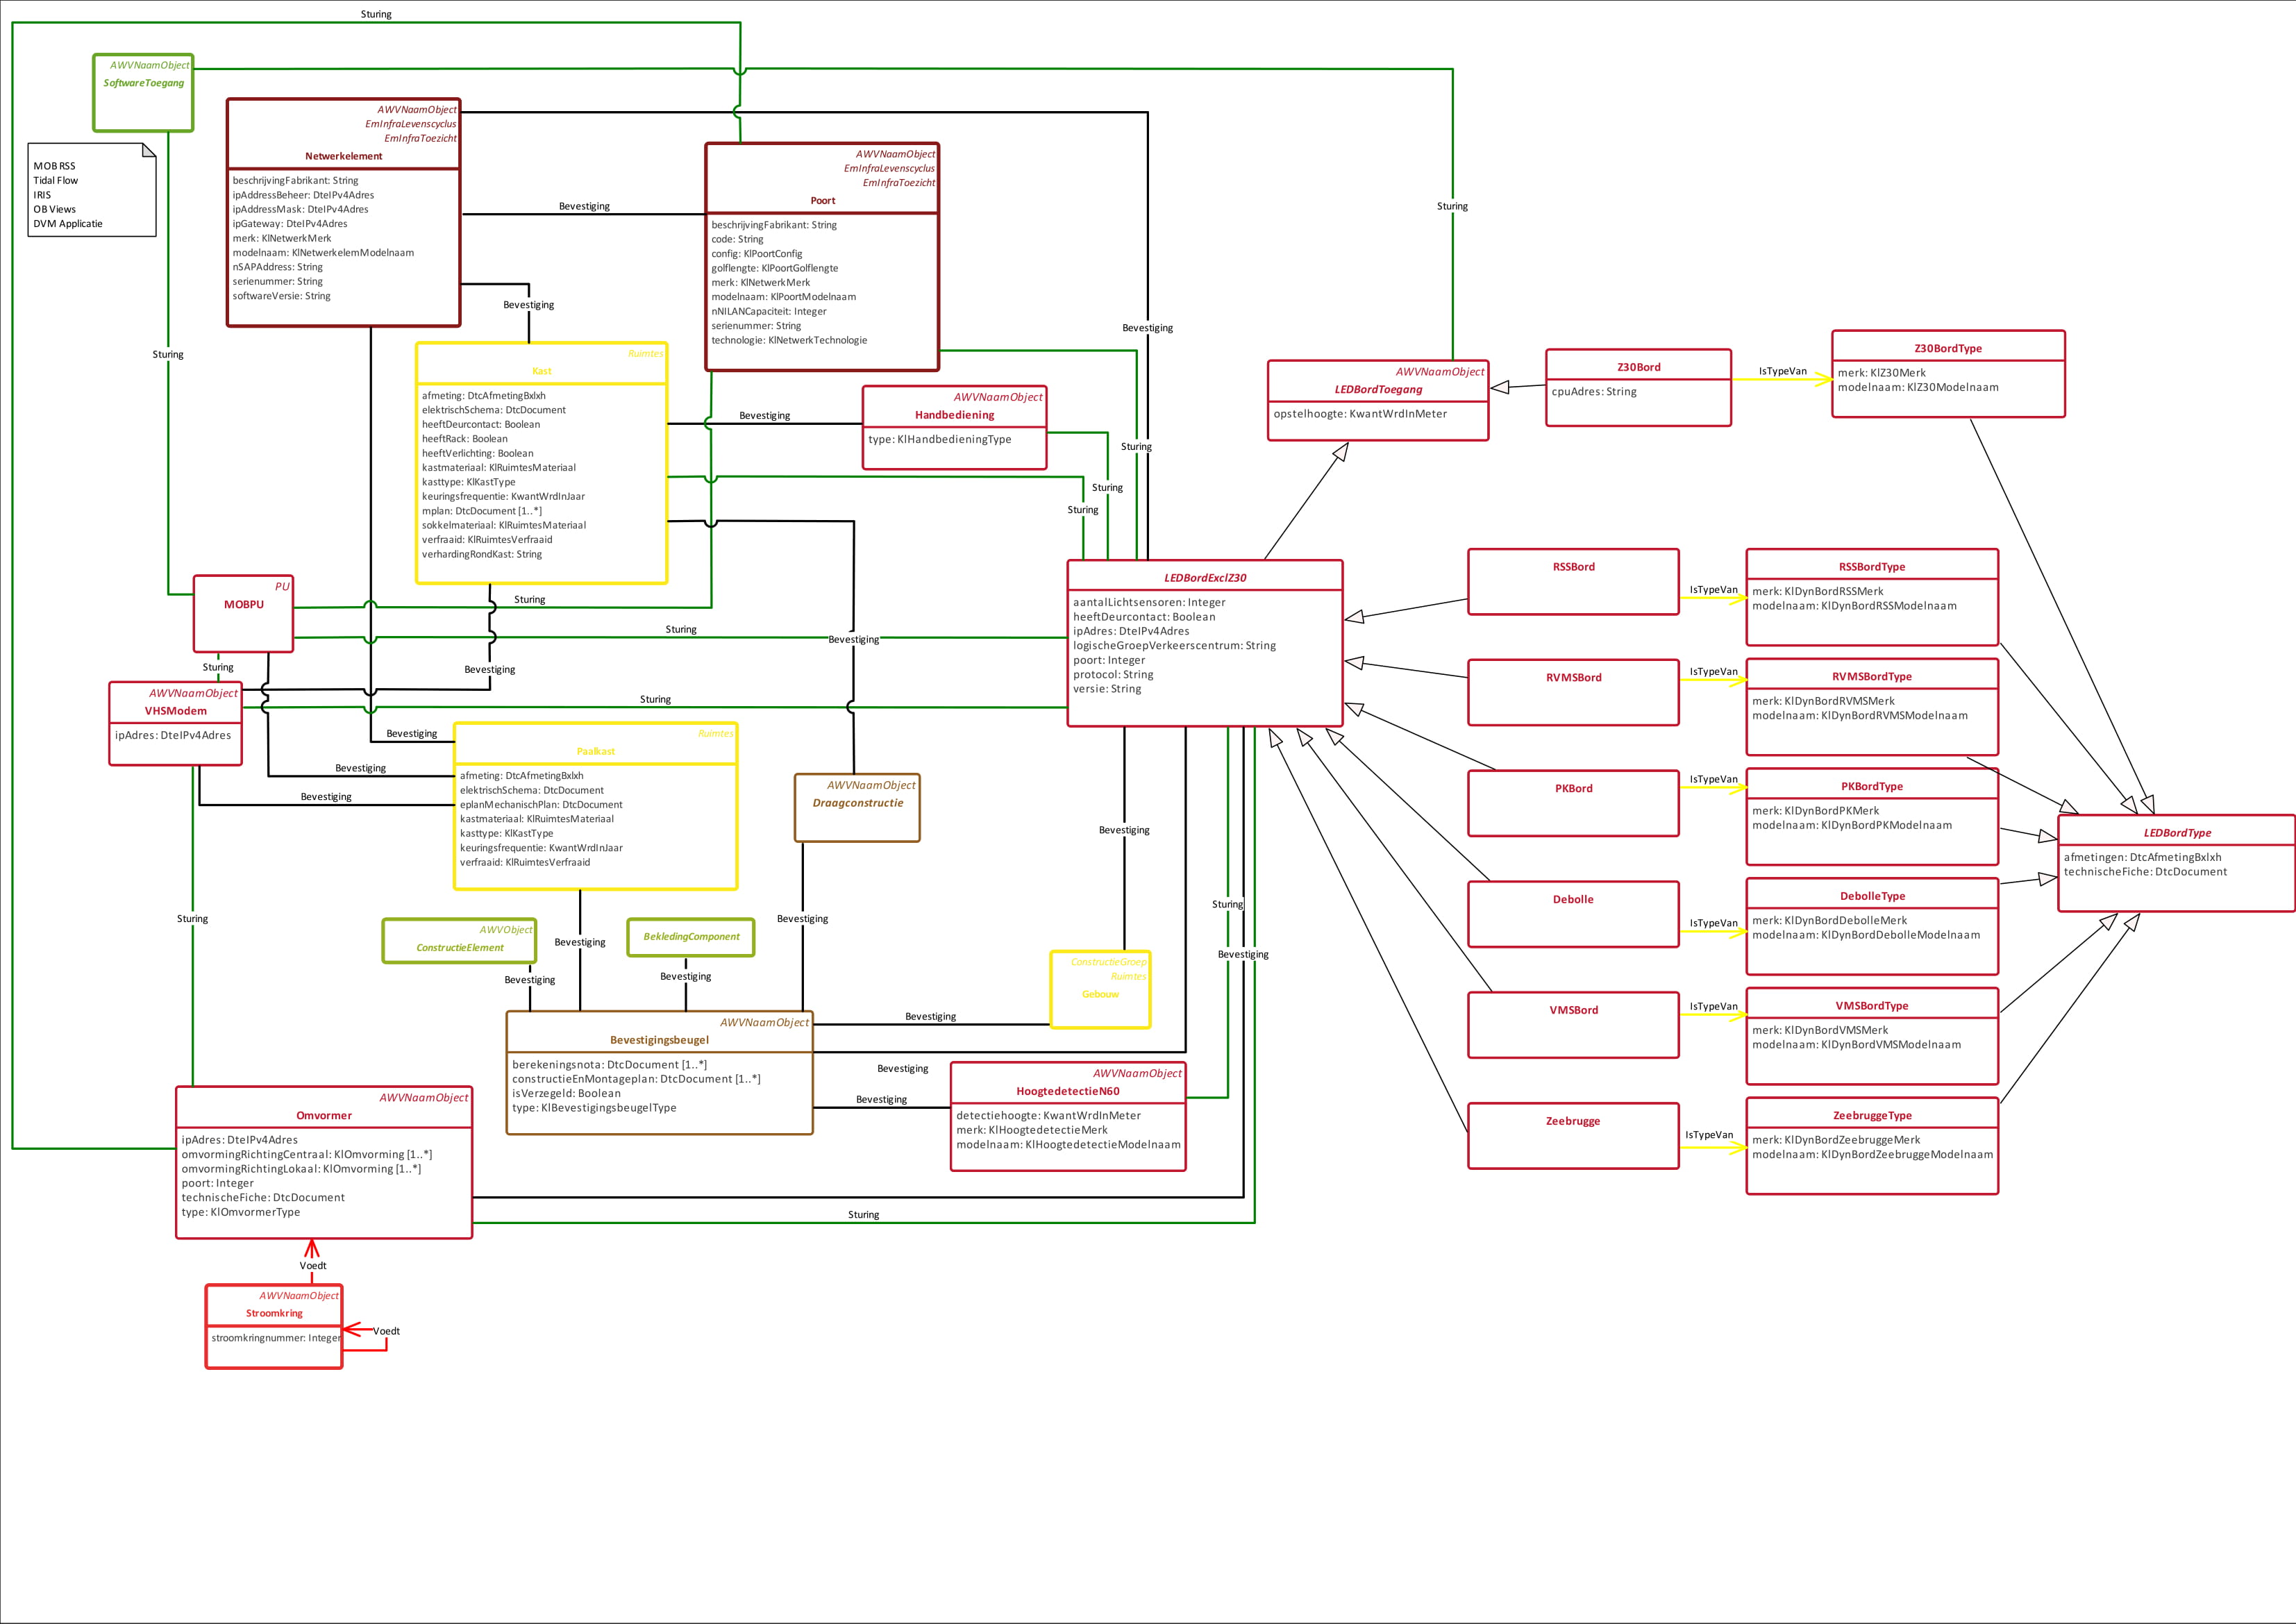 Sturing
AWVNaamObject
SoftwareToegang
MOB RSS
Tidal Flow
IRIS
OB Views
DVM Applicatie
AWVNaamObject
EmInfraLevenscyclus
EmInfraToezicht
Netwerkelement
beschrijvingFabrikant: String
ipAddressBeheer: DteIPv4Adres
ipAddressMask: DteIPv4Adres
ipGateway: DteIPv4Adres
merk: KlNetwerkMerk
modelnaam: KlNetwerkelemModelnaam
nSAPAddress: String
serienummer: String
softwareVersie: String
Bevestiging
AWVNaamObject
EmInfraLevenscyclus
EmInfraToezicht
Poort
beschrijvingFabrikant: String
code: String
config: KlPoortConfig
golflengte: KlPoortGolflengte
merk: KlNetwerkMerk
modelnaam: KlPoortModelnaam
nNILANCapaciteit: Integer
serienummer: String
technologie: KlNetwerkTechnologie
Sturing
Bevestiging
Bevestiging
Sturing
Ruimtes
Kast
afmeting: DtcAfmetingBxlxh
elektrischSchema: DtcDocument
heeftDeurcontact: Boolean
heeftRack: Boolean
heeftVerlichting: Boolean
kastmateriaal: KlRuimtesMateriaal
kasttype: KlKastType
keuringsfrequentie: KwantWrdInJaar
mplan: DtcDocument [1..*]
sokkelmateriaal: KlRuimtesMateriaal
verfraaid: KlRuimtesVerfraaid
verhardingRondKast: String
Bevestiging
AWVNaamObject
Handbediening
type: KlHandbedieningType
Sturing
Sturing
Sturing
AWVNaamObject
LEDBordToegang
opstelhoogte: KwantWrdInMeter
Z30Bord
cpuAdres: String
IsTypeVan
Z30BordType
merk: KlZ30Merk
modelnaam: KlZ30Modelnaam
PU
MOBPU
Sturing
Sturing
Bevestiging
Sturing
Bevestiging
AWVNaamObject
VHSModem
ipAdres: DteIPv4Adres
Sturing
LEDBordExclZ30
aantalLichtsensoren: Integer
heeftDeurcontact: Boolean
ipAdres: DteIPv4Adres
logischeGroepVerkeerscentrum: String
poort: Integer
protocol: String
versie: String
RSSBord
IsTypeVan
RSSBordType
merk: KlDynBordRSSMerk
modelnaam: KlDynBordRSSModelnaam
RVMSBord
IsTypeVan
RVMSBordType
merk: KlDynBordRVMSMerk
modelnaam: KlDynBordRVMSModelnaam
PKBord
IsTypeVan
PKBordType
merk: KlDynBordPKMerk
modelnaam: KlDynBordPKModelnaam
LEDBordType
afmetingen: DtcAfmetingBxlxh
technischeFiche: DtcDocument
Debolle
IsTypeVan
DebolleType
merk: KlDynBordDebolleMerk
modelnaam: KlDynBordDebolleModelnaam
VMSBord
IsTypeVan
VMSBordType
merk: KlDynBordVMSMerk
modelnaam: KlDynBordVMSModelnaam
Zeebrugge
IsTypeVan
ZeebruggeType
merk: KlDynBordZeebruggeMerk
modelnaam: KlDynBordZeebruggeModelnaam
Bevestiging
Bevestiging
Bevestiging
Ruimtes
Paalkast
afmeting: DtcAfmetingBxlxh
elektrischSchema: DtcDocument
eplanMechanischPlan: DtcDocument
kastmateriaal: KlRuimtesMateriaal
kasttype: KlKastType
keuringsfrequentie: KwantWrdInJaar
verfraaid: KlRuimtesVerfraaid
AWVNaamObject
Draagconstructie
Bevestiging
Sturing
Sturing
Bevestiging
Bevestiging
AWVObject
ConstructieElement
BekledingComponent
Bevestiging
Bevestiging
Bevestiging
ConstructieGroep
Ruimtes
Gebouw
AWVNaamObject
Bevestigingsbeugel
berekeningsnota: DtcDocument [1..*]
constructieEnMontageplan: DtcDocument [1..*]
isVerzegeld: Boolean
type: KlBevestigingsbeugelType
Bevestiging
Bevestiging
Bevestiging
AWVNaamObject
HoogtedetectieN60
detectiehoogte: KwantWrdInMeter
merk: KlHoogtedetectieMerk
modelnaam: KlHoogtedetectieModelnaam
AWVNaamObject
Omvormer
ipAdres: DteIPv4Adres
omvormingRichtingCentraal: KlOmvorming [1..*]
omvormingRichtingLokaal: KlOmvorming [1..*]
poort: Integer
technischeFiche: DtcDocument
type: KlOmvormerType
Sturing
Voedt
AWVNaamObject
Stroomkring
stroomkringnummer: Integer
Voedt